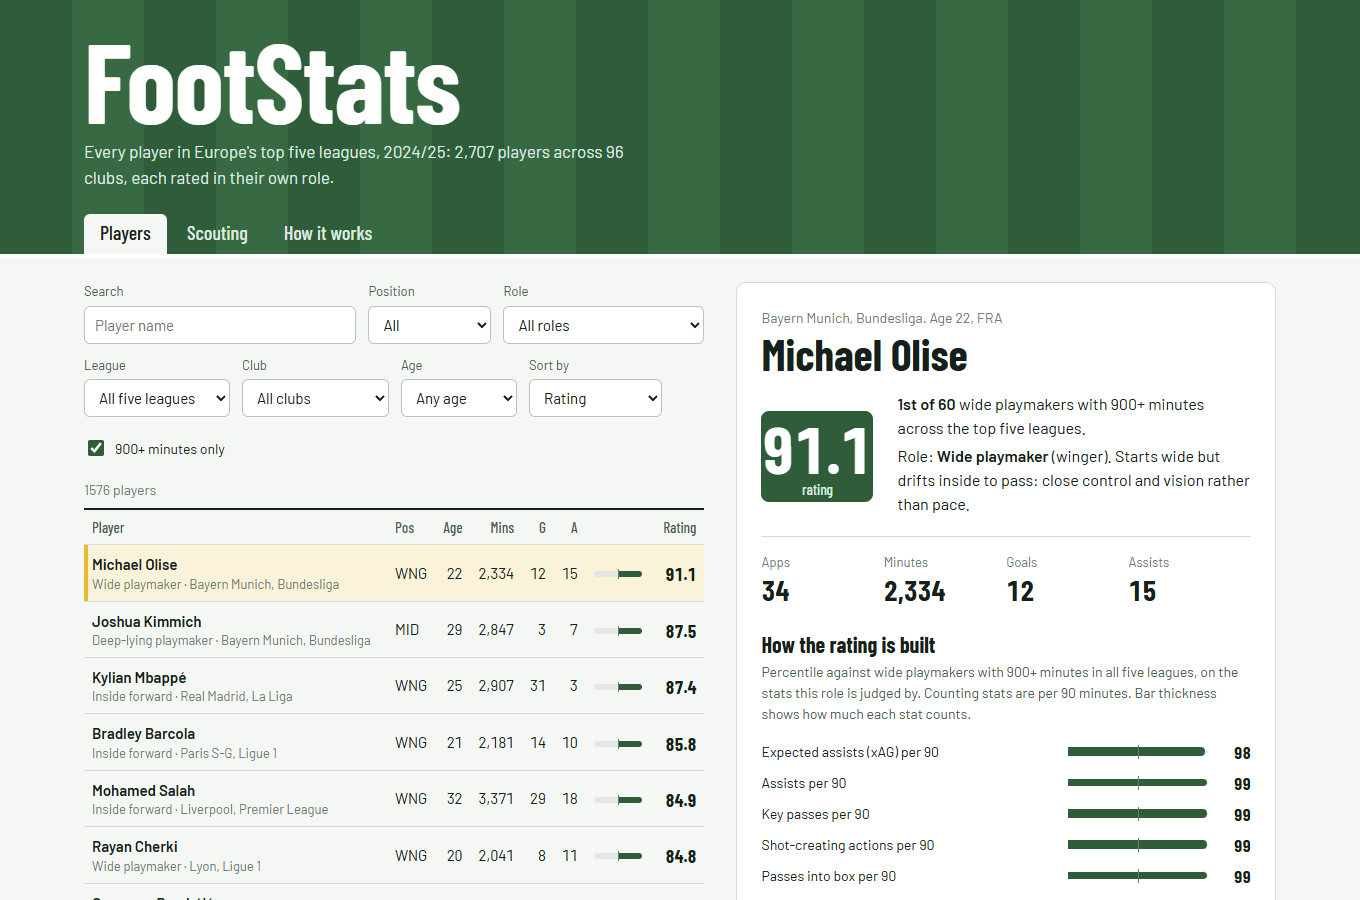 FootStats
Every player in Europe's top five leagues, 2024/25: 2,707 players across 96
clubs, each rated in their own role.
Players Scouting How it works
Search Position Role
Player name All All roles
League Club Age Sort by
All five leagues All clubs Any age Rating
900+ minutes only
1576 players
Player Pos Age Mins G A Rating
Michael Olise
Wide playmaker · Bayern Munich, Bundesliga
WNG 22 2,334 12 15 91.1
Joshua Kimmich
Deep-lying playmaker · Bayern Munich, Bundesliga
MID 29 2,847 3 7 87.5
Kylian Mbappé
Inside forward · Real Madrid, La Liga
WNG 25 2,907 31 3 87.4
Bradley Barcola
Inside forward · Paris S-G, Ligue 1
WNG 21 2,181 14 10 85.8
Mohamed Salah
Inside forward · Liverpool, Premier League
WNG 32 3,371 29 18 84.9
Rayan Cherki
Wide playmaker · Lyon, Ligue 1
WNG 20 2,041 8 11 84.8
Bayern Munich, Bundesliga. Age 22, FRA
Michael Olise
91.1
rating
1st of 60 wide playmakers with 900+ minutes
across the top five leagues.
Role: Wide playmaker (winger). Starts wide but
drifts inside to pass: close control and vision rather
than pace.
Apps Minutes Goals Assists
34 2,334 12 15
How the rating is built
Percentile against wide playmakers with 900+ minutes in all five leagues, on the
stats this role is judged by. Counting stats are per 90 minutes. Bar thickness
shows how much each stat counts.
Expected assists (xAG) per 90 98
Assists per 90 99
Key passes per 90 99
Shot-creating actions per 90 99
Passes into box per 90 99